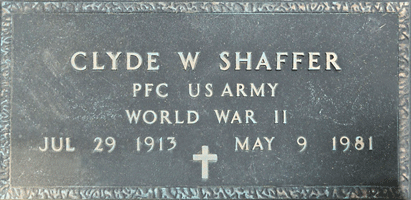 CLYDE W SHAFFER
PFC US ARMY
WORLD WAR II
JUL 29 1913 MAY 9 1981